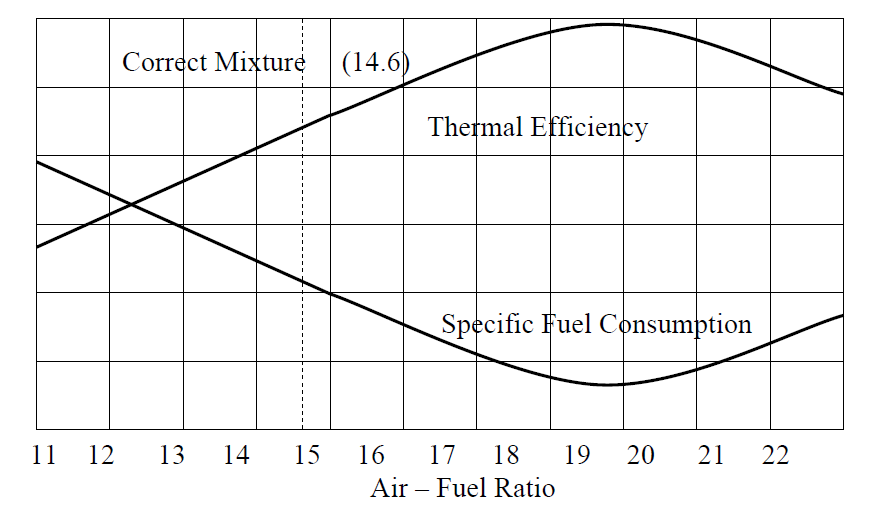 Correct Mixture (14.6)
Thermal Efficiency
Specific Fuel Consumption
11 12 13 14 15 16 17 18 19 20 21 22
Air – Fuel Ratio